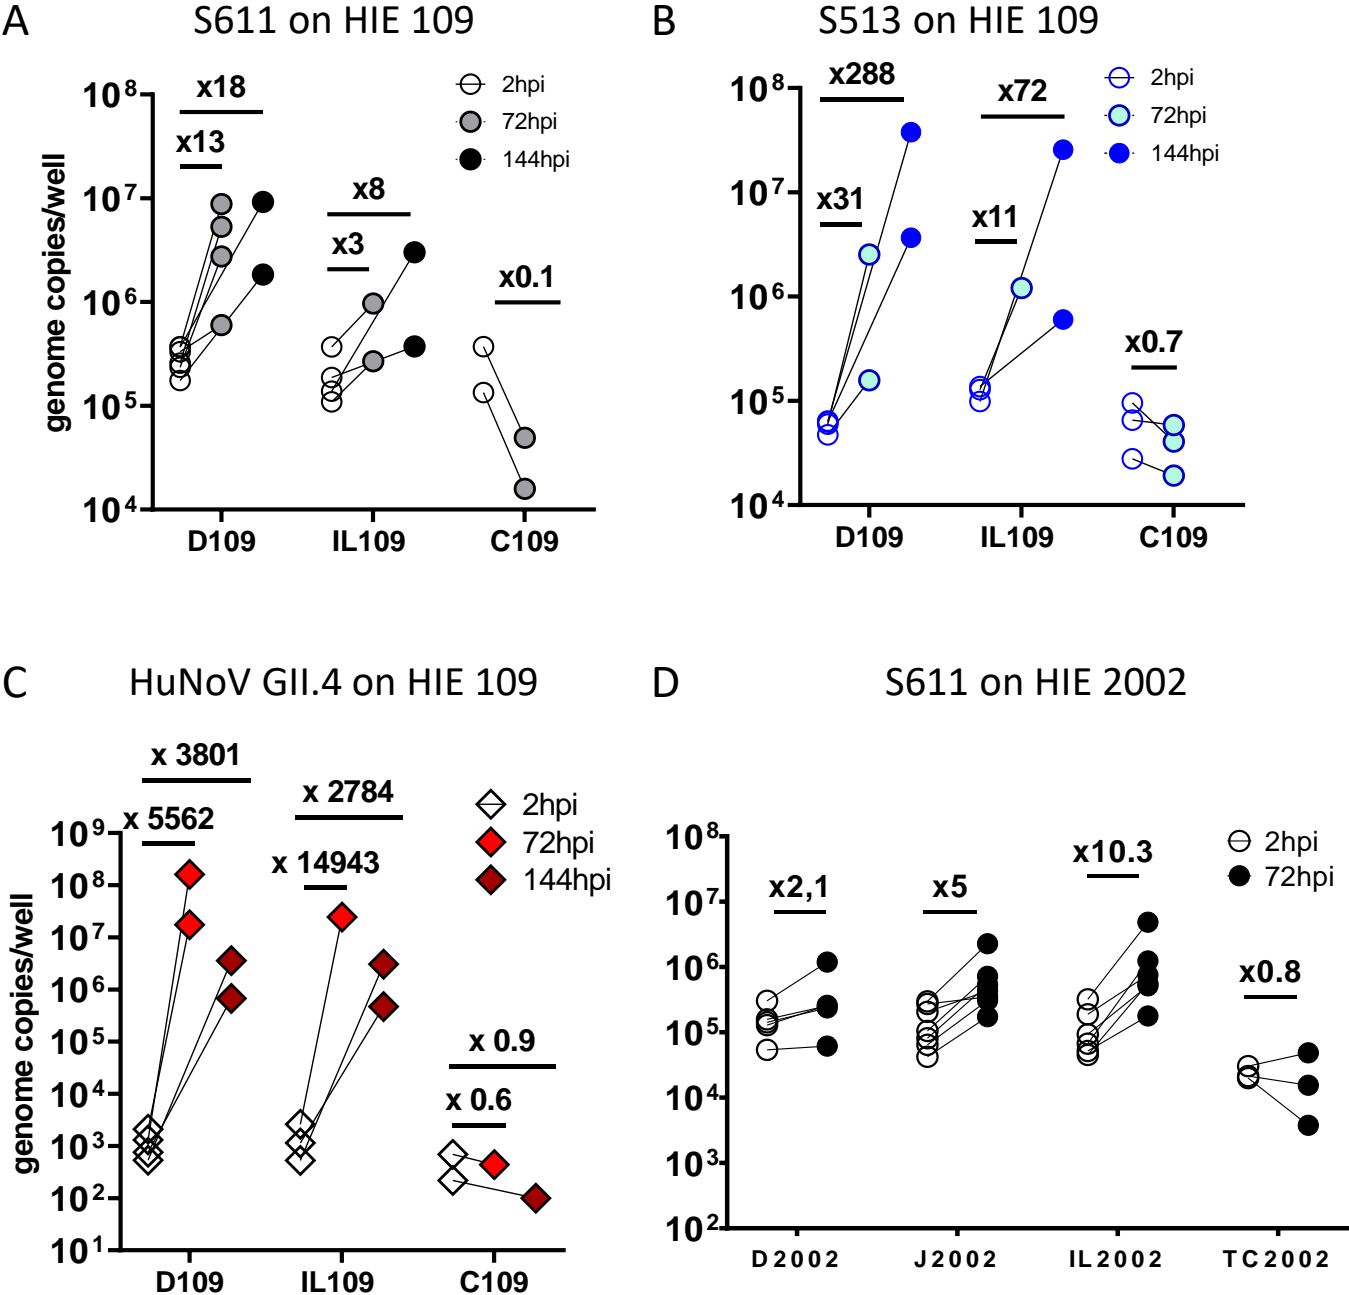 A
S611 on HIE 109
genome copies/well
10⁸
10⁷
10⁶
10⁵
10⁴
x18
x13
x8
x3
x0.1
2hpi
72hpi
144hpi
D109
IL109
C109
B
S513 on HIE 109
10⁸
10⁷
10⁶
10⁵
10⁴
x288
x31
x72
x11
x0.7
2hpi
72hpi
144hpi
D109
IL109
C109
C
HuNoV GII.4 on HIE 109
genome copies/well
10⁹
10⁸
10⁷
10⁶
10⁵
10⁴
10³
10²
10¹
x 3801
x 5562
x 2784
x 14943
x 0.9
x 0.6
2hpi
72hpi
144hpi
D109
IL109
C109
D
S611 on HIE 2002
10⁸
10⁷
10⁶
10⁵
10⁴
10³
10²
x2,1
x5
x10.3
x0.8
2hpi
72hpi
D2002
J2002
IL2002
TC2002